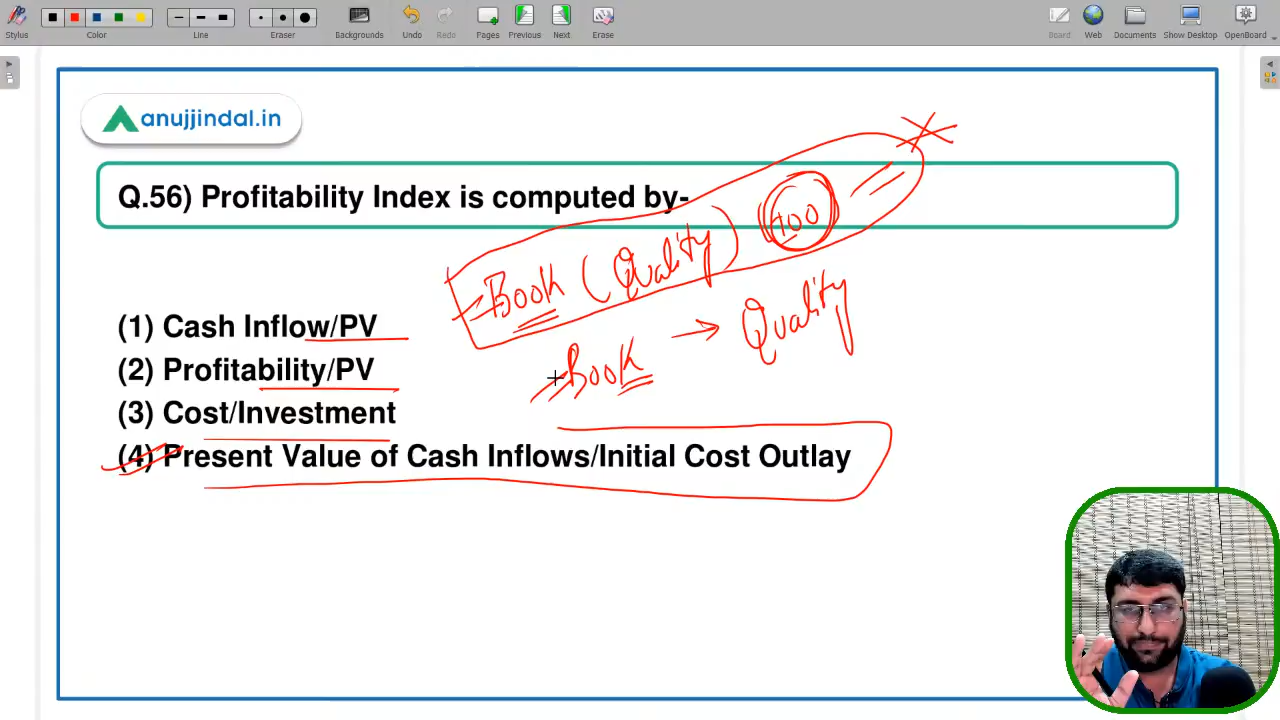 Stylus
Color
Line
Eraser
Backgrounds
Undo
Redo
Pages
Previous
Next
Erase
Board
Web
Documents
Show Desktop
OpenBoard
anujjindal.in
Q.56) Profitability Index is computed by-
Book (Quality) 100 =
Book → Quality
(1) Cash Inflow/PV
(2) Profitability/PV
(3) Cost/Investment
(4) Present Value of Cash Inflows/Initial Cost Outlay